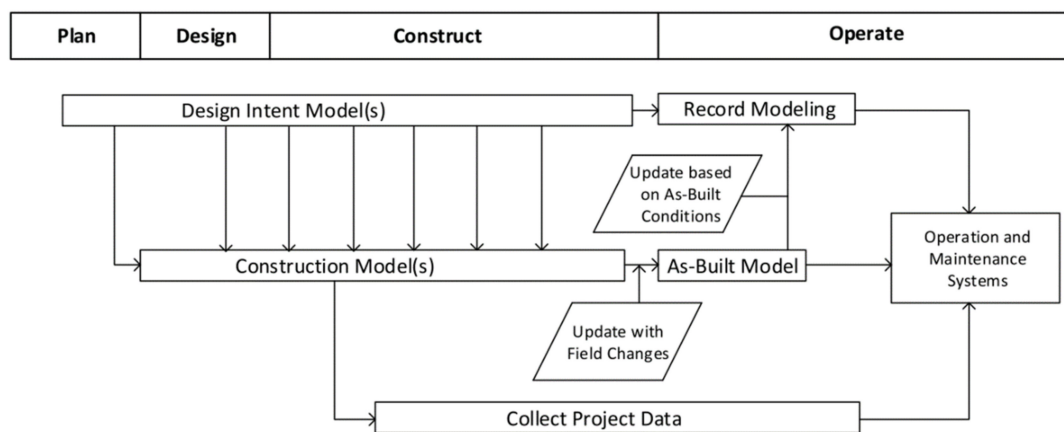 Plan
Design
Construct
Operate
Design Intent Model(s)
Record Modeling
Update based
on As-Built
Conditions
Operation and
Maintenance
Systems
Construction Model(s)
As-Built Model
Update with
Field Changes
Collect Project Data